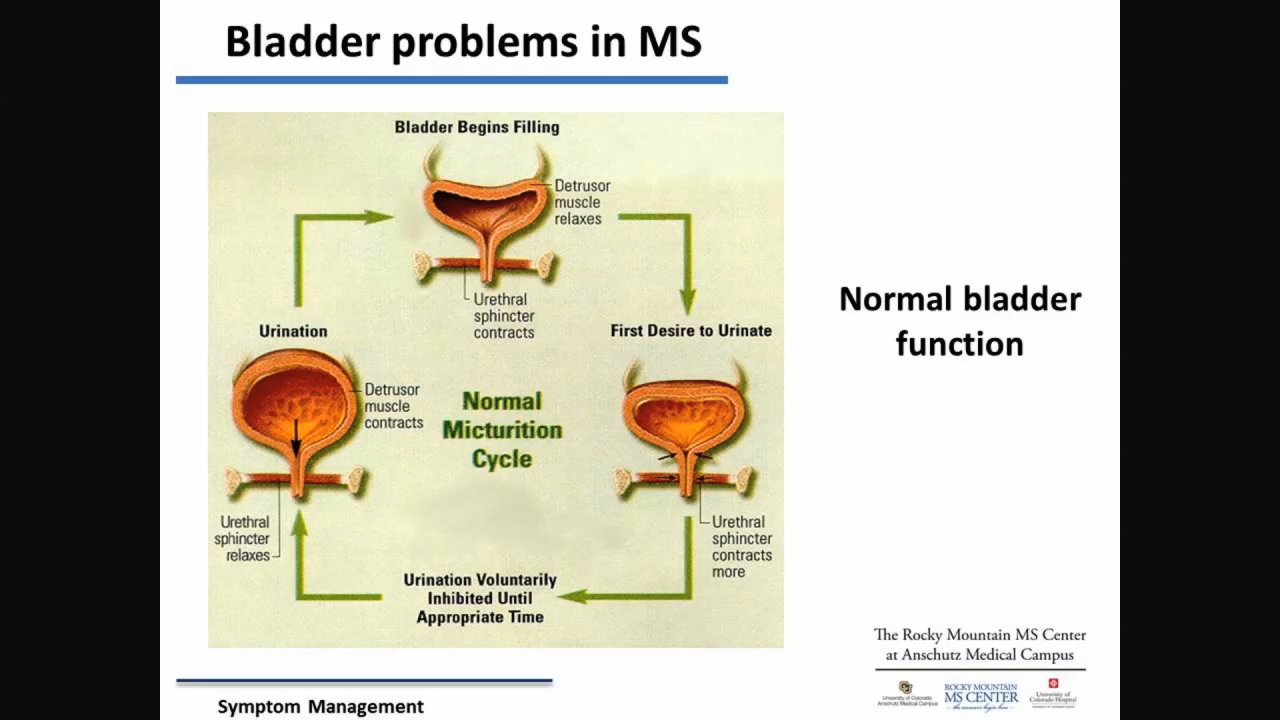 Bladder problems in MS
Bladder Begins Filling
Detrusor
muscle
relaxes
Urethral
sphincter
contracts
First Desire to Urinate
Urethral
sphincter
contracts
more
Urination Voluntarily
Inhibited Until
Appropriate Time
Urination
Detrusor
muscle
contracts
Urethral
sphincter
relaxes
Normal
Micturition
Cycle
Normal bladder
function
The Rocky Mountain MS Center
at Anschutz Medical Campus
University of Colorado
Anschutz Medical Campus
ROCKY MOUNTAIN
MS CENTER
University of
Colorado Hospital
Symptom Management